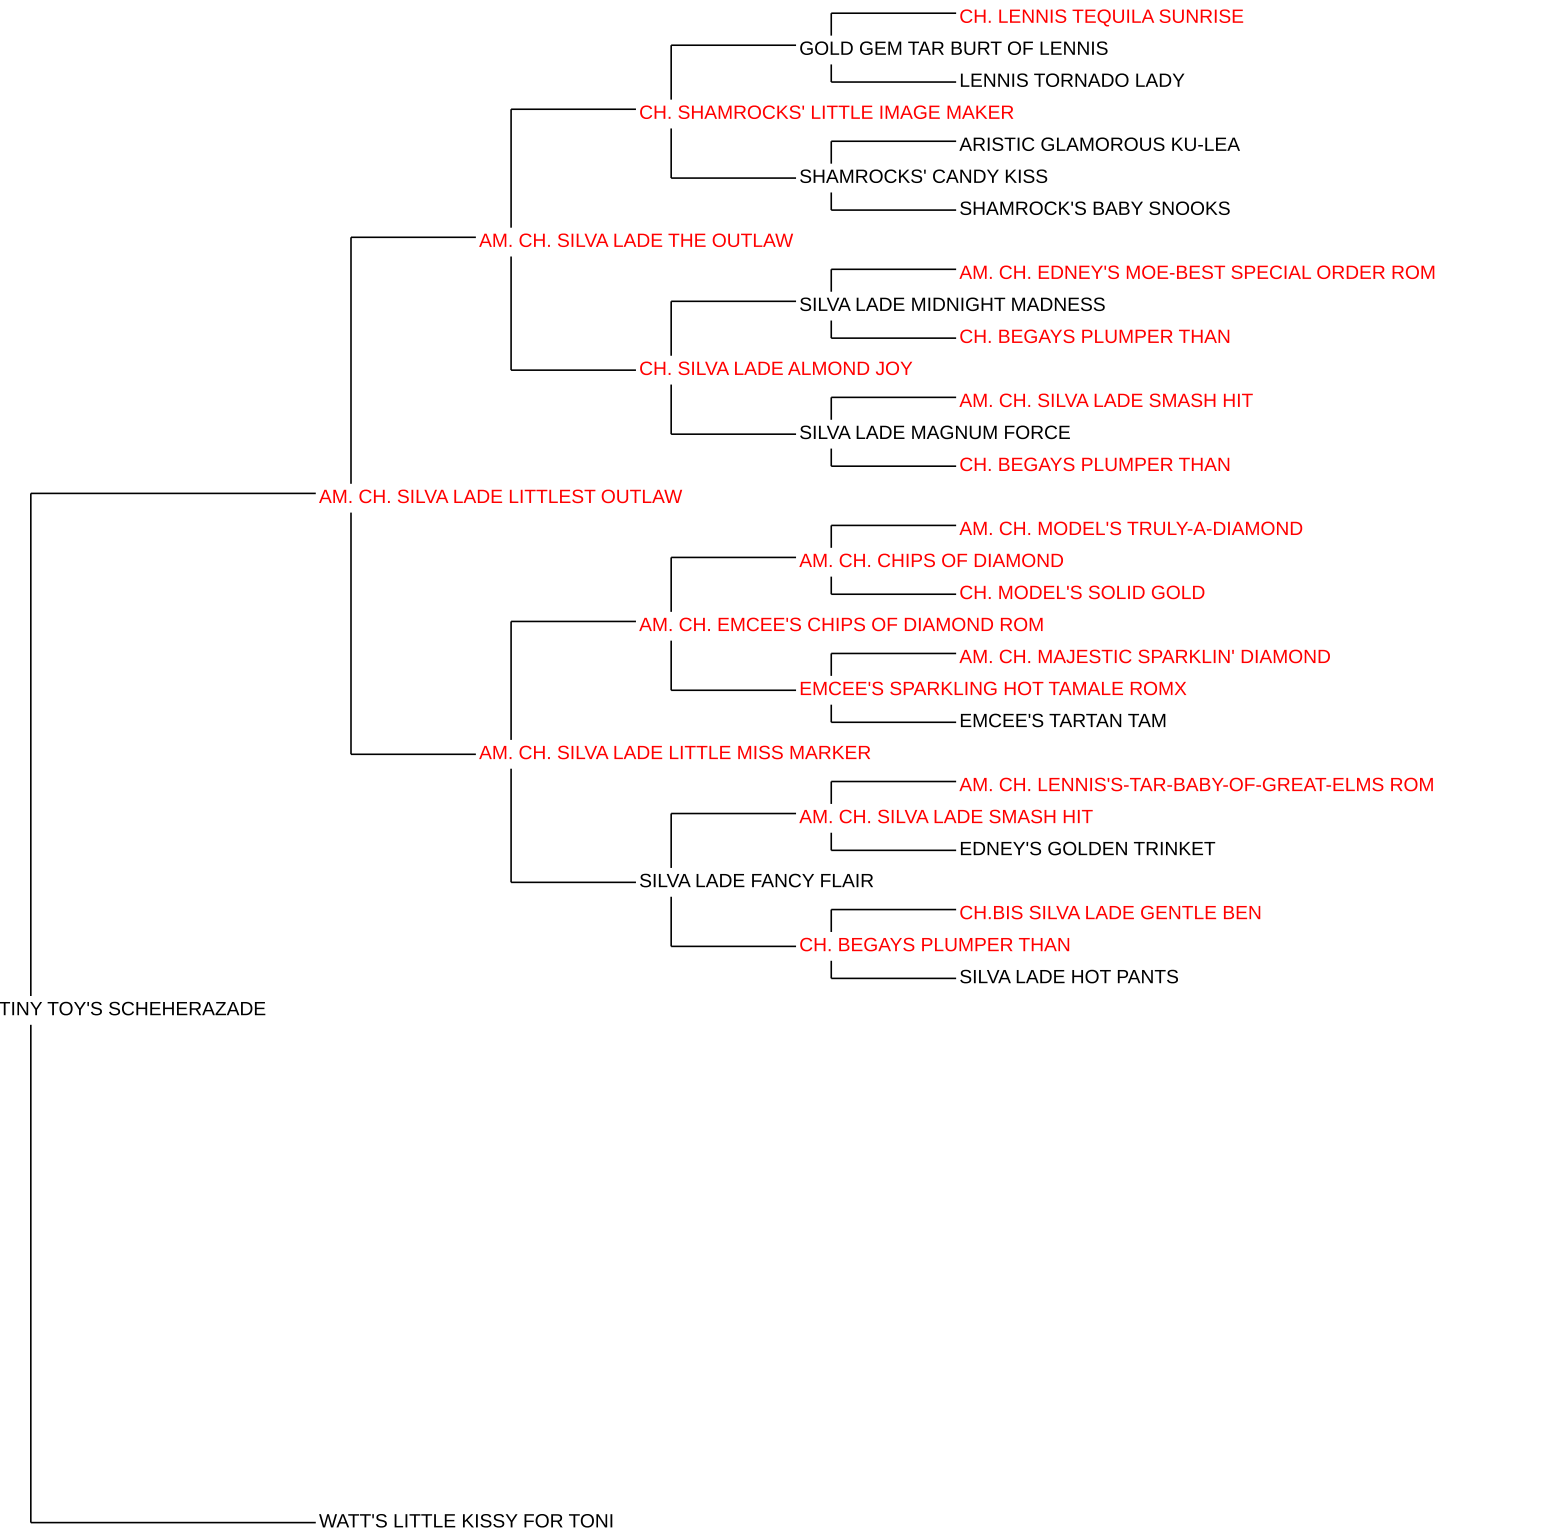 CH. LENNIS TEQUILA SUNRISE
GOLD GEM TAR BURT OF LENNIS
LENNIS TORNADO LADY
CH. SHAMROCKS' LITTLE IMAGE MAKER
ARISTIC GLAMOROUS KU-LEA
SHAMROCKS' CANDY KISS
SHAMROCK'S BABY SNOOKS
AM. CH. SILVA LADE THE OUTLAW
AM. CH. EDNEY'S MOE-BEST SPECIAL ORDER ROM
SILVA LADE MIDNIGHT MADNESS
CH. BEGAYS PLUMPER THAN
CH. SILVA LADE ALMOND JOY
AM. CH. SILVA LADE SMASH HIT
SILVA LADE MAGNUM FORCE
CH. BEGAYS PLUMPER THAN
AM. CH. SILVA LADE LITTLEST OUTLAW
AM. CH. MODEL'S TRULY-A-DIAMOND
AM. CH. CHIPS OF DIAMOND
CH. MODEL'S SOLID GOLD
AM. CH. EMCEE'S CHIPS OF DIAMOND ROM
AM. CH. MAJESTIC SPARKLIN' DIAMOND
EMCEE'S SPARKLING HOT TAMALE ROMX
EMCEE'S TARTAN TAM
AM. CH. SILVA LADE LITTLE MISS MARKER
AM. CH. LENNIS'S-TAR-BABY-OF-GREAT-ELMS ROM
AM. CH. SILVA LADE SMASH HIT
EDNEY'S GOLDEN TRINKET
SILVA LADE FANCY FLAIR
CH.BIS SILVA LADE GENTLE BEN
CH. BEGAYS PLUMPER THAN
SILVA LADE HOT PANTS
TINY TOY'S SCHEHERAZADE
WATT'S LITTLE KISSY FOR TONI